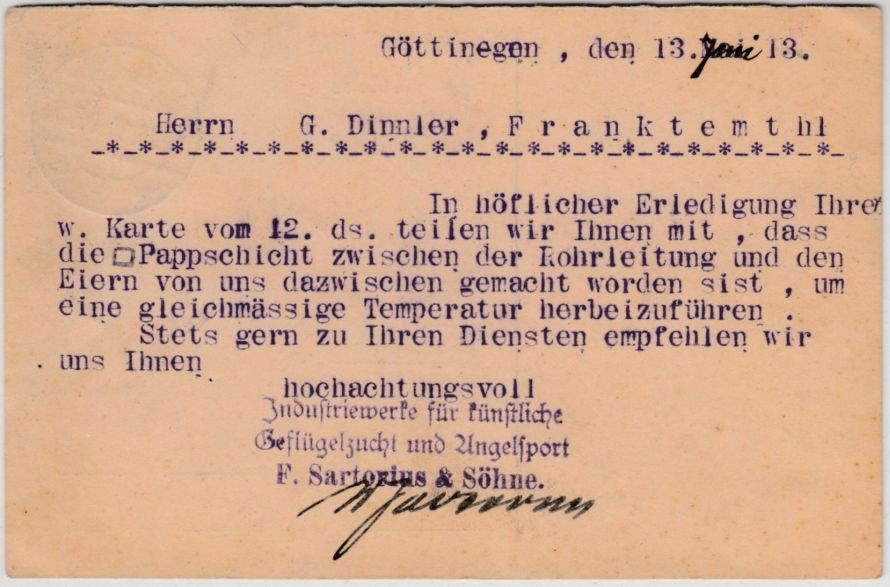 Göttinegen , den 13. Juni 13.
Herrn G. Dinnler , F r a n k t e m t h l
_*_*_*_*_*_*_*_*_*_*_*_*_*_*_*_*_*_*_*_*_*_*_*_
In höflicher Erledigung Ihrer
w. Karte vom 12. ds. teilen wir Ihnen mit , dass
die Pappschicht zwischen der Rohrleitung und den
Eiern von uns dazwischen gemacht worden sist , um
eine gleichmässige Temperatur herbeizuführen .
Stets gern zu Ihren Diensten empfehlen wir
uns Ihnen
hochachtungsvoll
Industriewerke für künstliche
Geflügelzucht und Angelsport
F. Sartorius & Söhne.